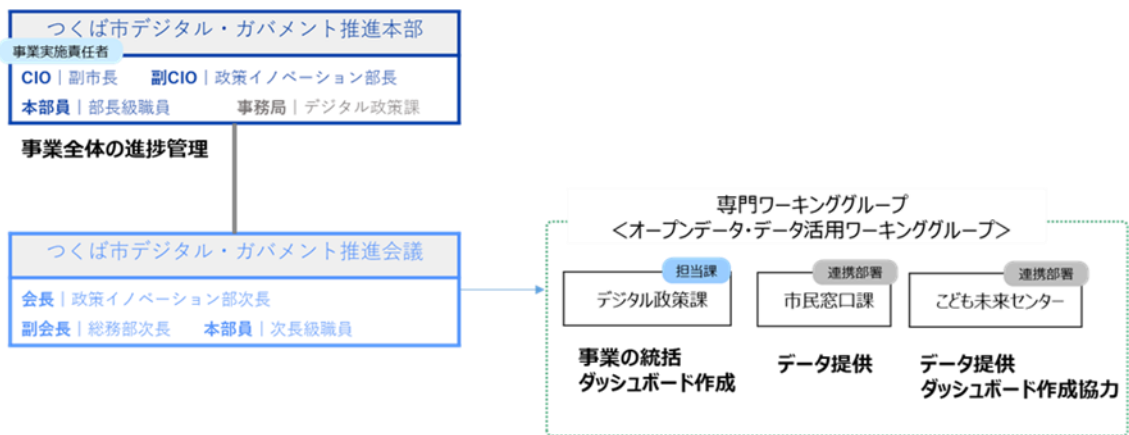 つくば市デジタル・ガバメント推進本部
事業実施責任者
CIO｜副市長　副CIO｜政策イノベーション部長
本部員｜部長級職員　事務局｜デジタル政策課
事業全体の進捗管理
つくば市デジタル・ガバメント推進会議
会長｜政策イノベーション部次長
副会長｜総務部次長　本部員｜次長級職員
専門ワーキンググループ
＜オープンデータ・データ活用ワーキンググループ＞
担当課
デジタル政策課
事業の統括
ダッシュボード作成
連携部署
市民窓口課
データ提供
連携部署
こども未来センター
データ提供
ダッシュボード作成協力